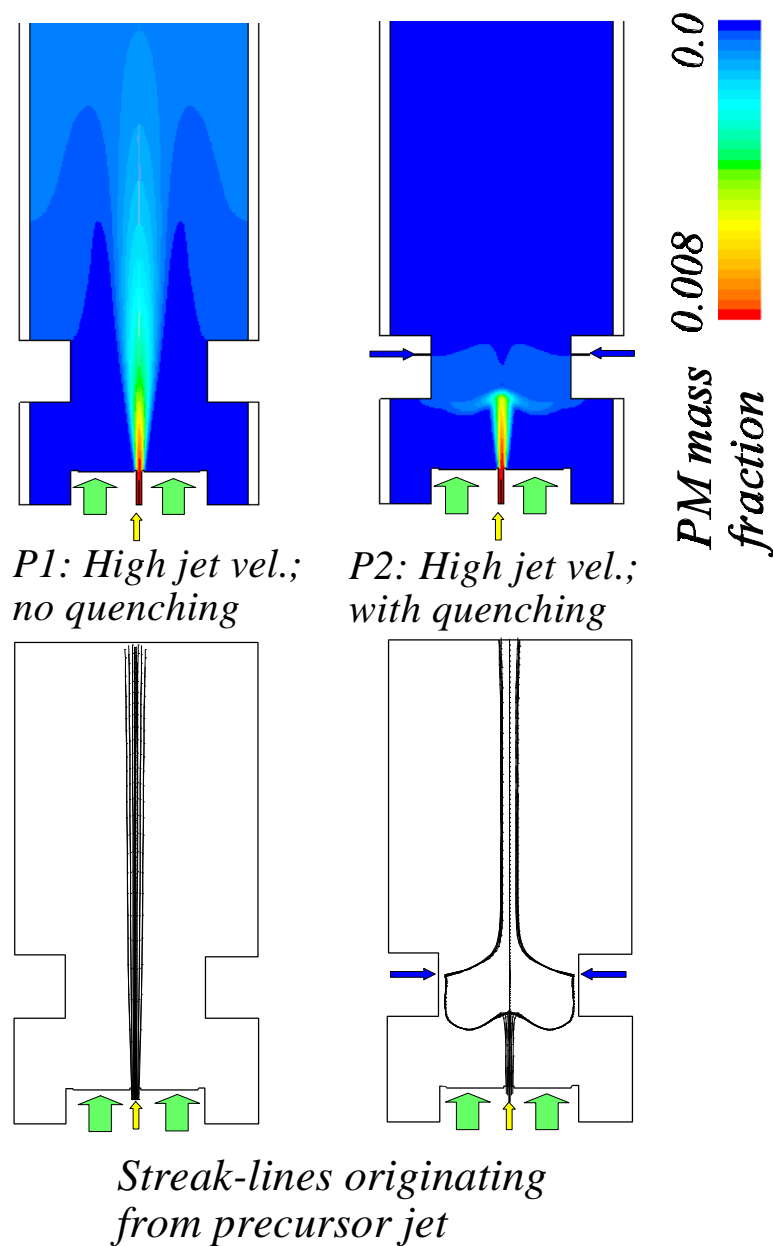 0.0
0.008
PM mass
fraction
P1: High jet vel.;
no quenching
P2: High jet vel.;
with quenching
Streak-lines originating
from precursor jet